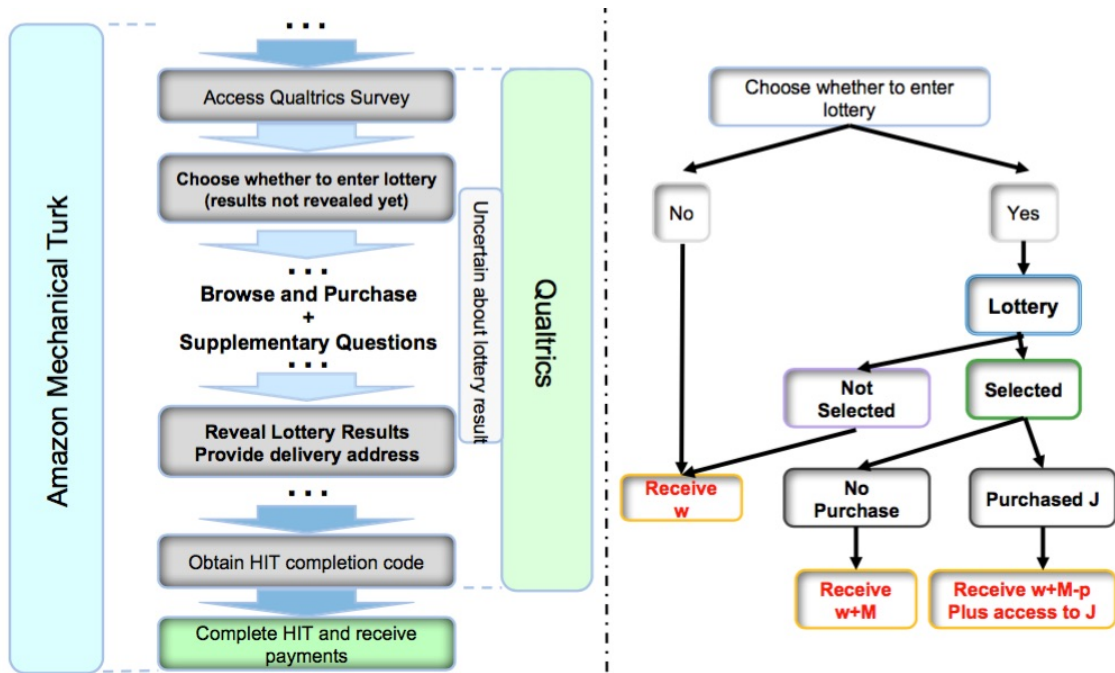 Amazon Mechanical Turk
...
Access Qualtrics Survey
Choose whether to enter lottery
(results not revealed yet)
...
Browse and Purchase
+
Supplementary Questions
...
Reveal Lottery Results
Provide delivery address
...
Obtain HIT completion code
Complete HIT and receive
payments
Uncertain about lottery result
Qualtrics
Choose whether to enter
lottery
No
Yes
Lottery
Not
Selected
Selected
Receive
w
No
Purchase
Purchased J
Receive
w+M
Receive w+M-p
Plus access to J